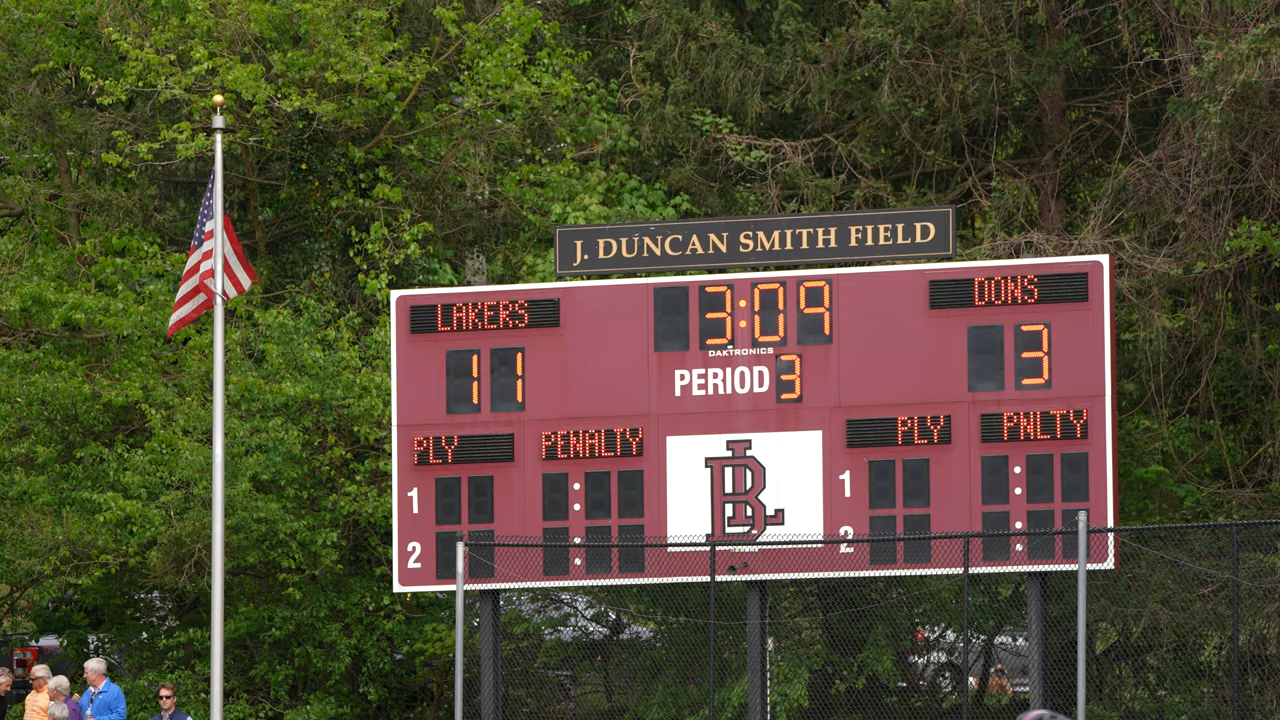 J. DUNCAN SMITH FIELD
LAKERS
3:09
DONS
11
DAKTRONICS
3
PERIOD 3
PLY
PENALTY
PLY
PNLTY
1
1
2
2
BL